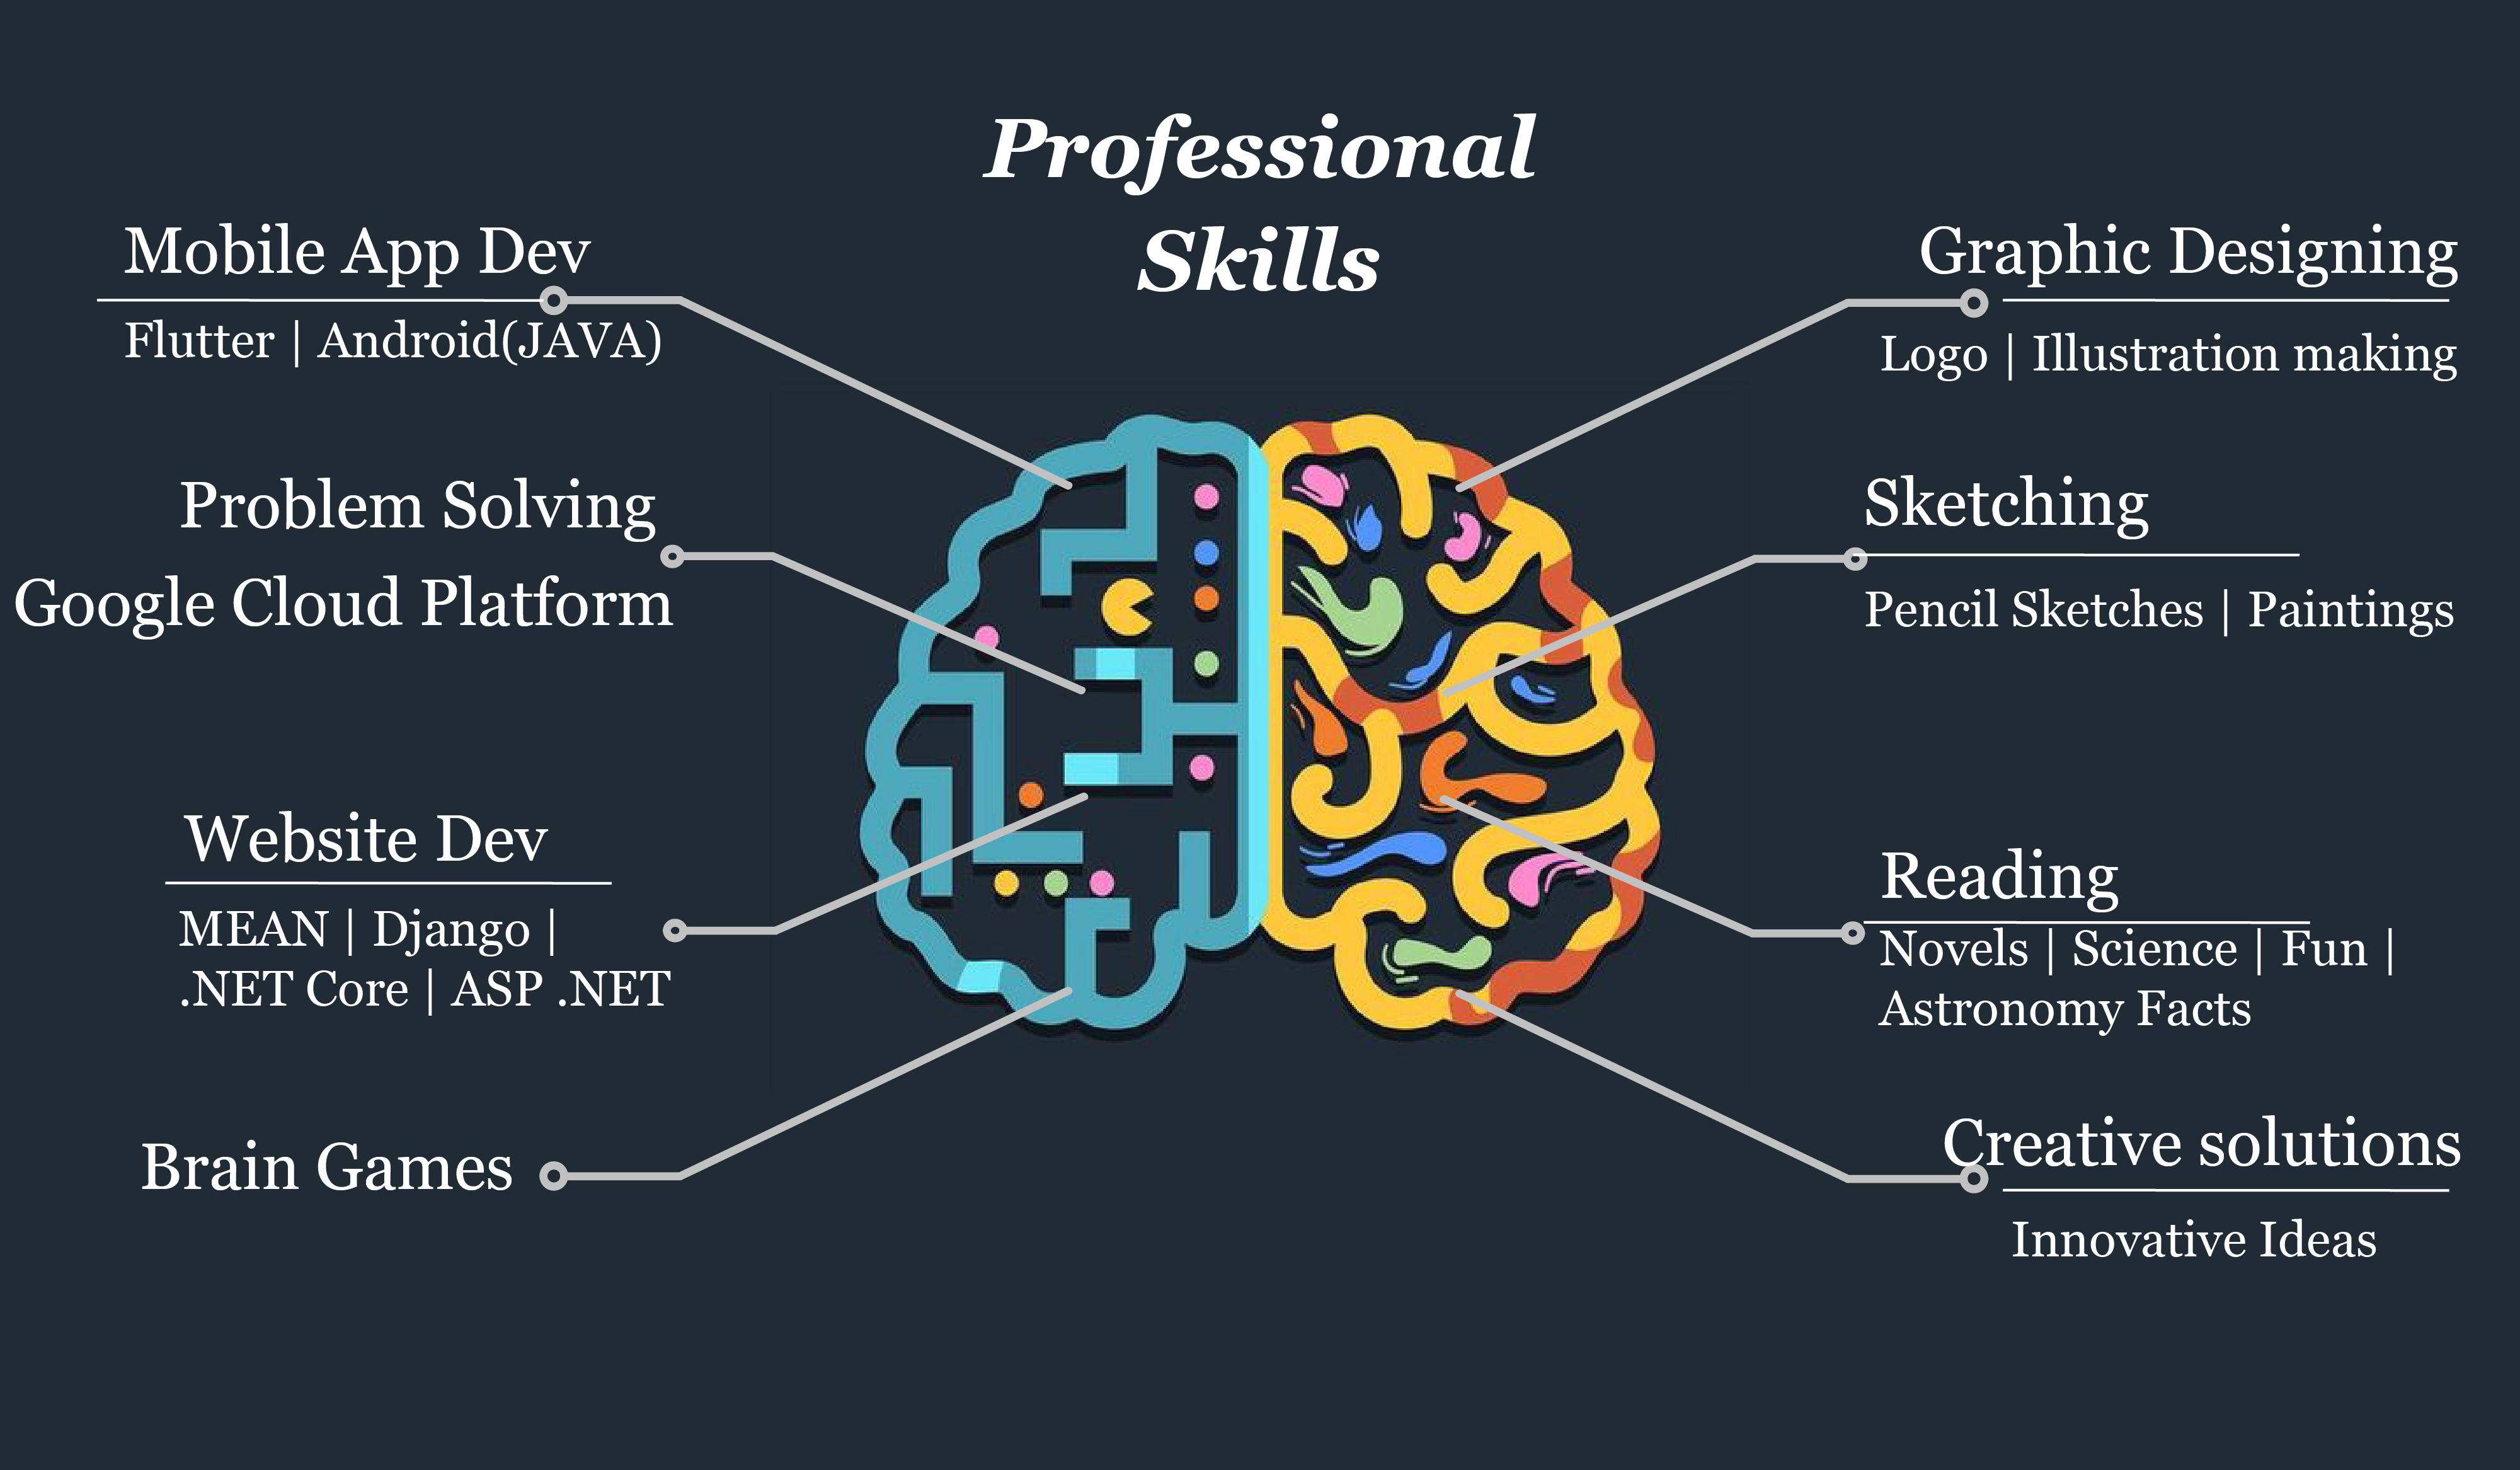 Professional
Skills
Mobile App Dev
Flutter | Android(JAVA)
Problem Solving
Google Cloud Platform
Website Dev
MEAN | Django |
.NET Core | ASP .NET
Brain Games
Graphic Designing
Logo | Illustration making
Sketching
Pencil Sketches | Paintings
Reading
Novels | Science | Fun |
Astronomy Facts
Creative solutions
Innovative Ideas